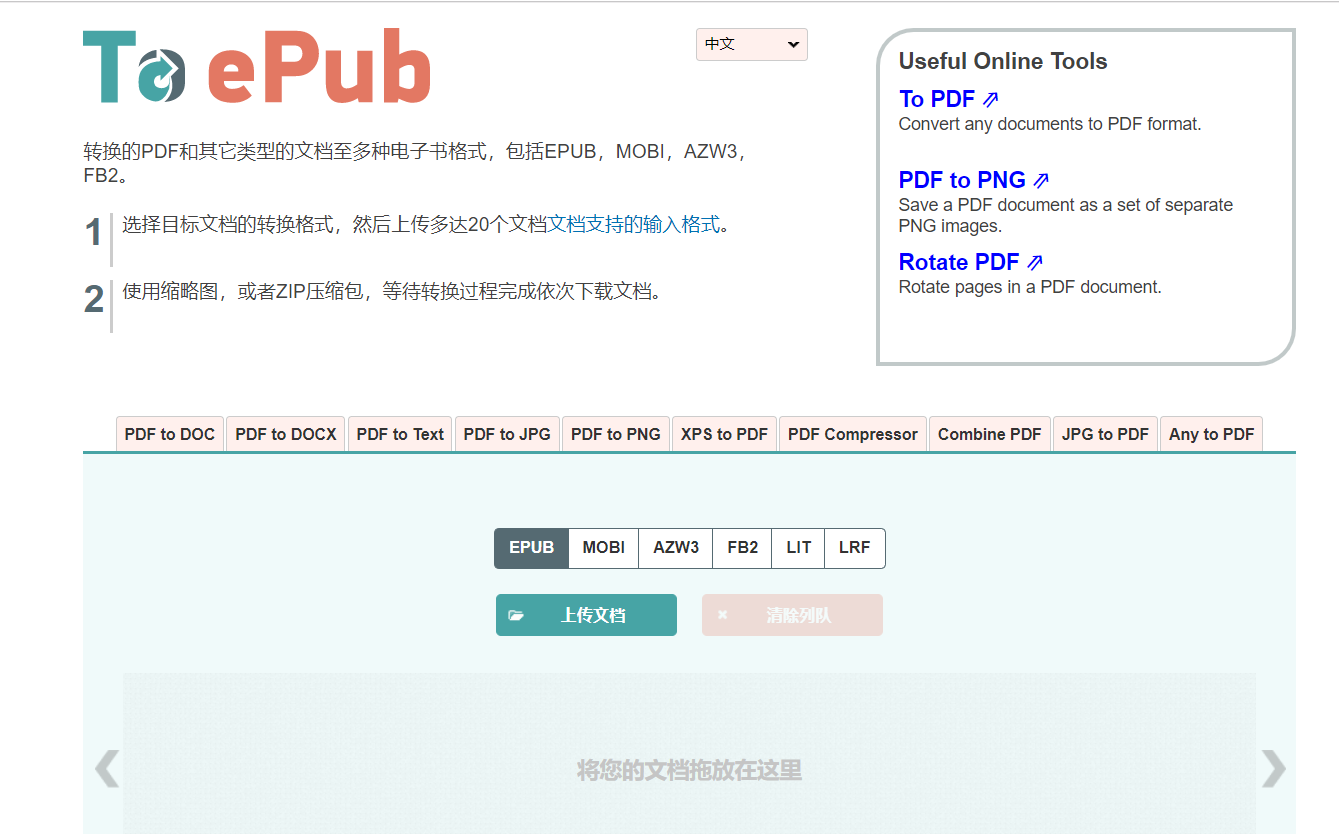 To ePub
中文
转换的PDF和其它类型的文档至多种电子书格式，包括EPUB，MOBI，AZW3，
FB2。
1 选择目标文档的转换格式，然后上传多达20个文档文档支持的输入格式。
2 使用缩略图，或者ZIP压缩包，等待转换过程完成依次下载文档。
Useful Online Tools
To PDF
Convert any documents to PDF format.
PDF to PNG
Save a PDF document as a set of separate
PNG images.
Rotate PDF
Rotate pages in a PDF document.
PDF to DOC PDF to DOCX PDF to Text PDF to JPG PDF to PNG XPS to PDF PDF Compressor Combine PDF JPG to PDF Any to PDF
EPUB MOBI AZW3 FB2 LIT LRF
上传文档 清除列队
将您的文档拖放在这里